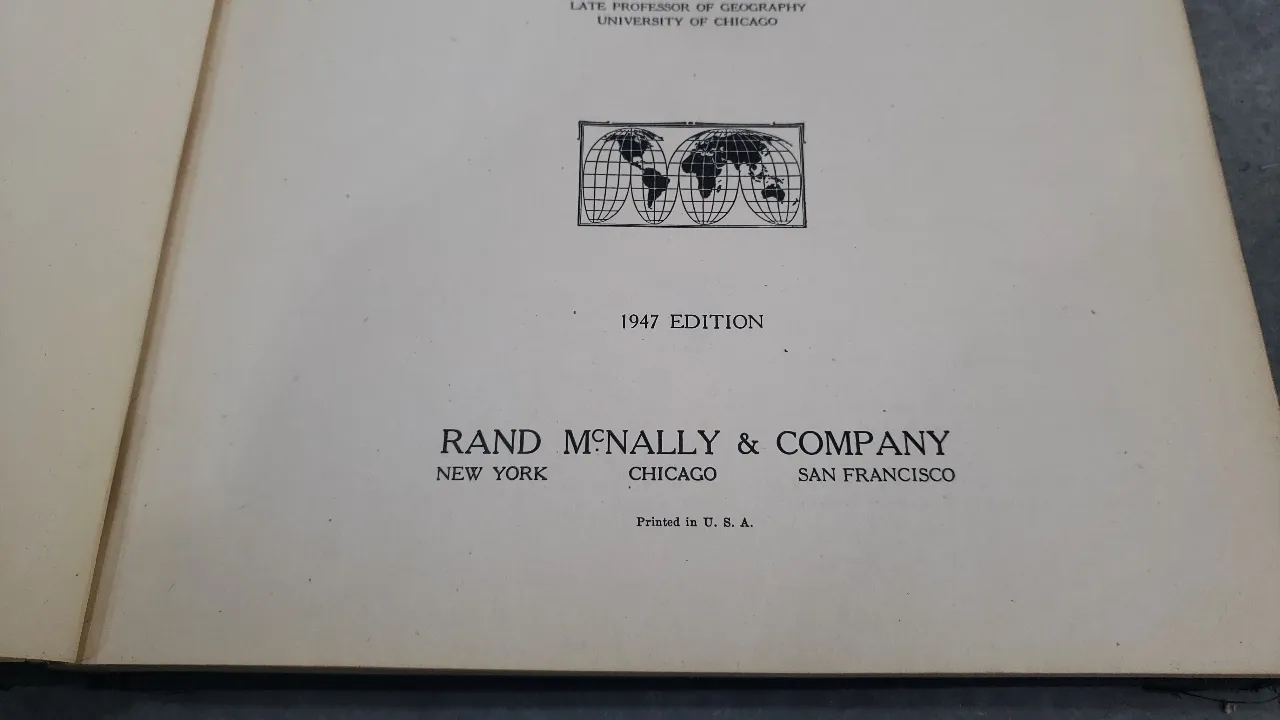 LATE PROFESSOR OF GEOGRAPHY
UNIVERSITY OF CHICAGO
1947 EDITION
RAND MCNALLY & COMPANY
NEW YORK CHICAGO SAN FRANCISCO
Printed in U. S. A.